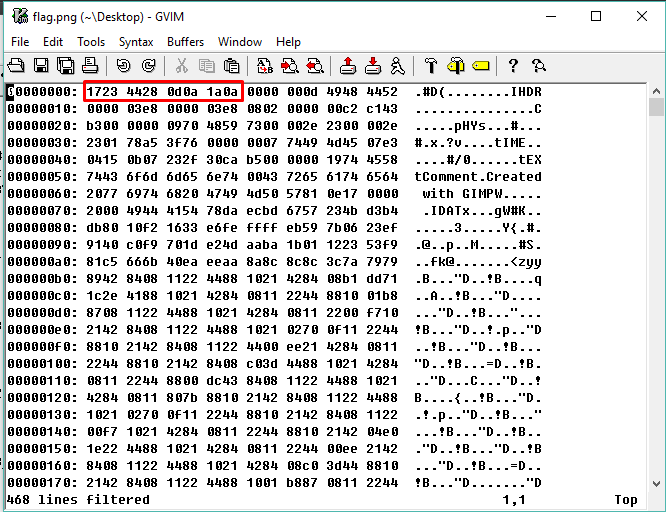 flag.png (~\Desktop) - GVIM
File Edit Tools Syntax Buffers Window Help
00000000: 1723 4428 0d0a 1a0a 0000 000d 4948 4452 .#D(........IHDR
00000010: 0000 03e8 0000 03e8 0802 0000 00c2 c143 ...............C
00000020: b300 0000 0970 4859 7300 002e 2300 002e .....pHYs...#...
00000030: 2301 78a5 3f76 0000 0007 7449 4d45 07e3 #.x.?v....tIME..
00000040: 0415 0b07 232f 30ca b500 0000 1974 4558 ....#/0......tEX
00000050: 7443 6f6d 6d65 6e74 0043 7265 6174 6564 tComment.Created
00000060: 2077 6974 6820 4749 4d50 5781 0e17 0000 with GIMPW.....
00000070: 2000 4944 4154 78da ecbd 6757 234b d3b4 .IDATx...gW#K..
00000080: db80 10f2 1633 e6fe ffff eb59 7b06 23ef .....3.....Y{.#.
00000090: 9140 c0f9 701d e24d aaba 1b01 1223 53f9 .@..p..M.....#S.
000000a0: 81c5 666b 40ea eeaa 8a8c 8c8c 3c7a 7979 ..fk@.......<zyy
000000b0: 8942 8408 1122 4488 1021 4284 08b1 dd71 .B..."D..!B....q
000000c0: 1c2e 4188 1021 4284 0811 2244 8810 01b8 ..A..!B..."D....
000000d0: 8708 1122 4488 1021 4284 0811 2200 f710 ..."D..!B..."...
000000e0: 2142 8408 1122 4488 1021 0270 0f11 2244 !B..."D..!.p.."D
000000f0: 8810 2142 8408 1122 4400 ee21 4284 0811 ..!B..."D..!B...
00000100: 2244 8810 2142 8408 c03d 4488 1021 4284 "D..!B...=D..!B.
00000110: 0811 2244 8800 dc43 8408 1122 4488 1021 .."D...C..."D..!
00000120: 4284 0811 807b 8810 2142 8408 1122 4488 B....{..!B..."D.
00000130: 1021 0270 0f11 2244 8810 2142 8408 1122 .!.p.."D..!B..."
00000140: 00f7 1021 4284 0811 2244 8810 2142 04e0 ...!B..."D..!B..
00000150: 1e22 4488 1021 4284 0811 2244 00ee 2142 ."D..!B..."D..!B
00000160: 8408 1122 4488 1021 4284 08c0 3d44 8810 ..."D..!B...=D..
00000170: 2142 8408 1122 4488 1001 b887 0811 2244 !B..."D......."D
468 lines filtered 1,1 Top